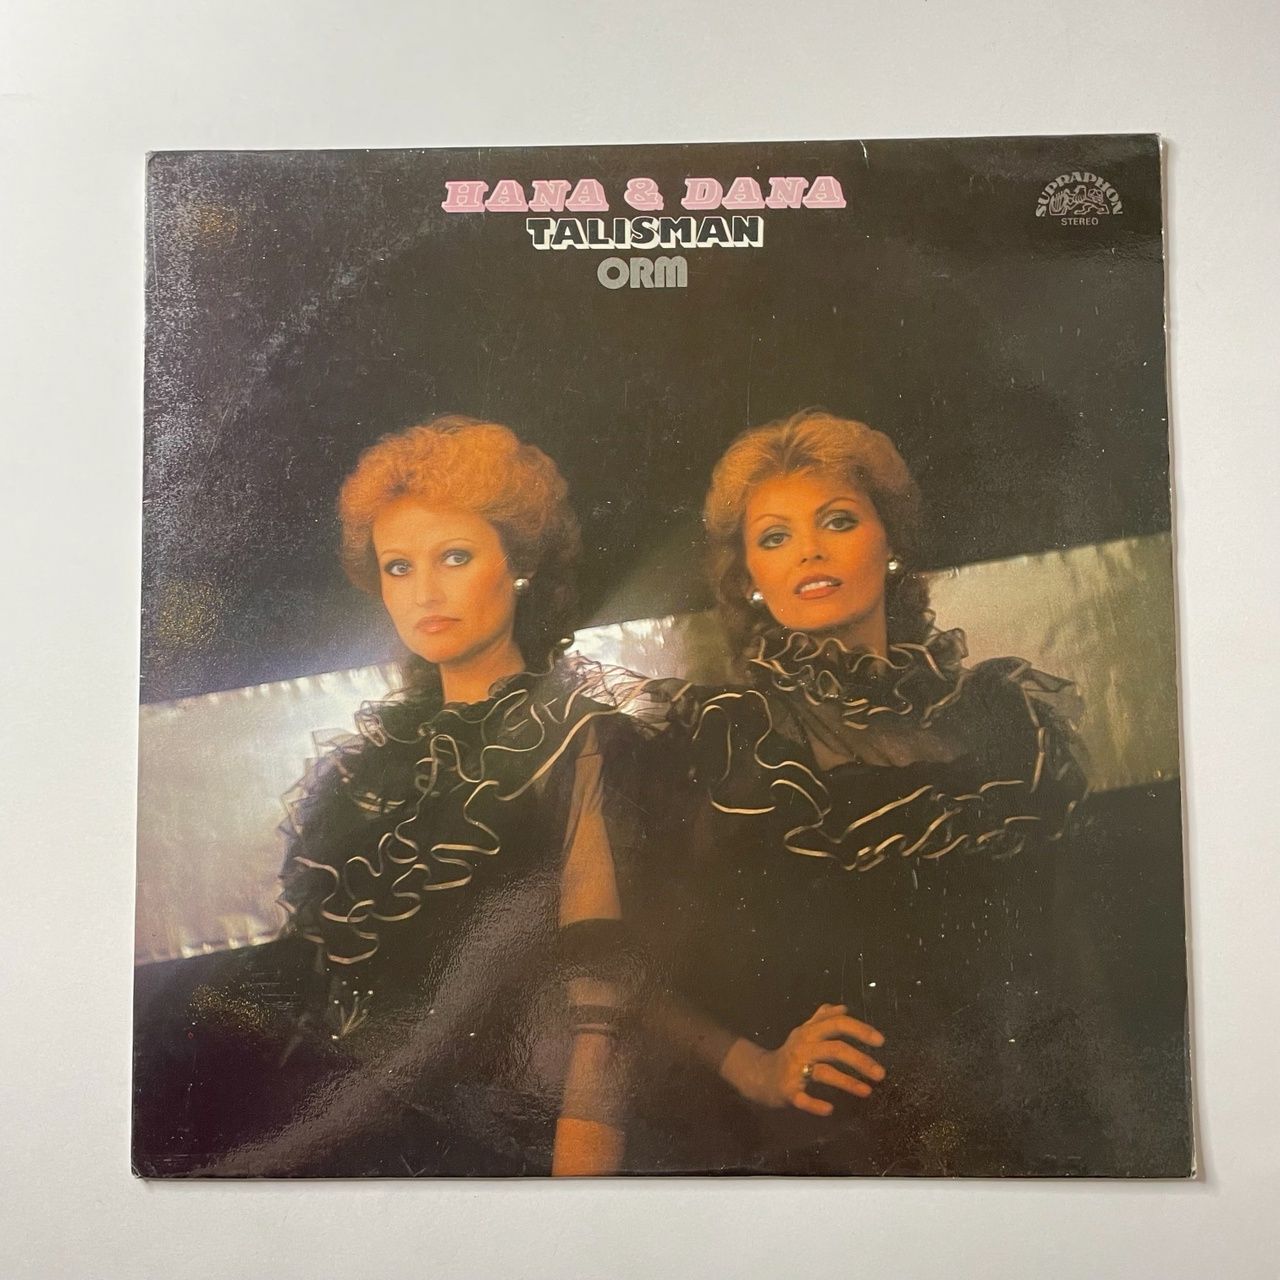 HANA & DANA
TALISMAN
ORM
SUPRAPHON
STEREO